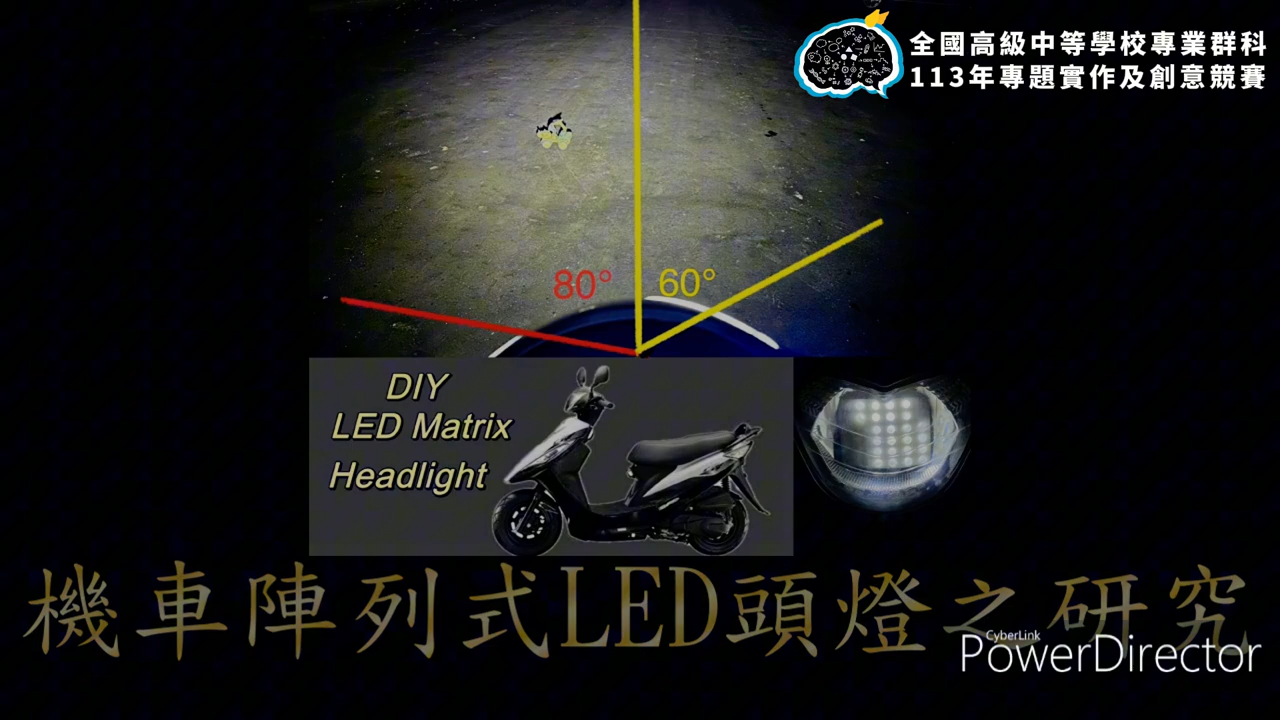 全國高級中等學校專業群科
113年專題實作及創意競賽
80°
60°
DIY
LED Matrix
Headlight
機車陣列式LED頭燈之研究
CyberLink
PowerDirector